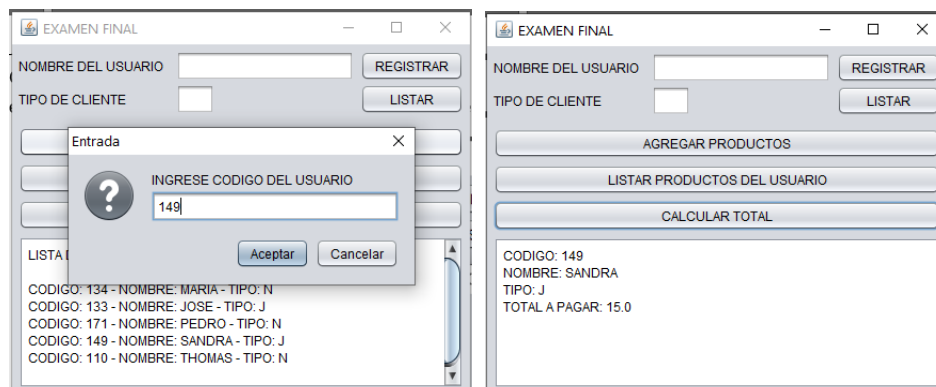 EXAMEN FINAL
NOMBRE DEL USUARIO
REGISTRAR
TIPO DE CLIENTE
LISTAR
Entrada
INGRESE CODIGO DEL USUARIO
149
Aceptar
Cancelar
LISTA
CODIGO: 134 - NOMBRE: MARIA - TIPO: N
CODIGO: 133 - NOMBRE: JOSE - TIPO: J
CODIGO: 171 - NOMBRE: PEDRO - TIPO: N
CODIGO: 149 - NOMBRE: SANDRA - TIPO: J
CODIGO: 110 - NOMBRE: THOMAS - TIPO: N
EXAMEN FINAL
NOMBRE DEL USUARIO
REGISTRAR
TIPO DE CLIENTE
LISTAR
AGREGAR PRODUCTOS
LISTAR PRODUCTOS DEL USUARIO
CALCULAR TOTAL
CODIGO: 149
NOMBRE: SANDRA
TIPO: J
TOTAL A PAGAR: 15.0